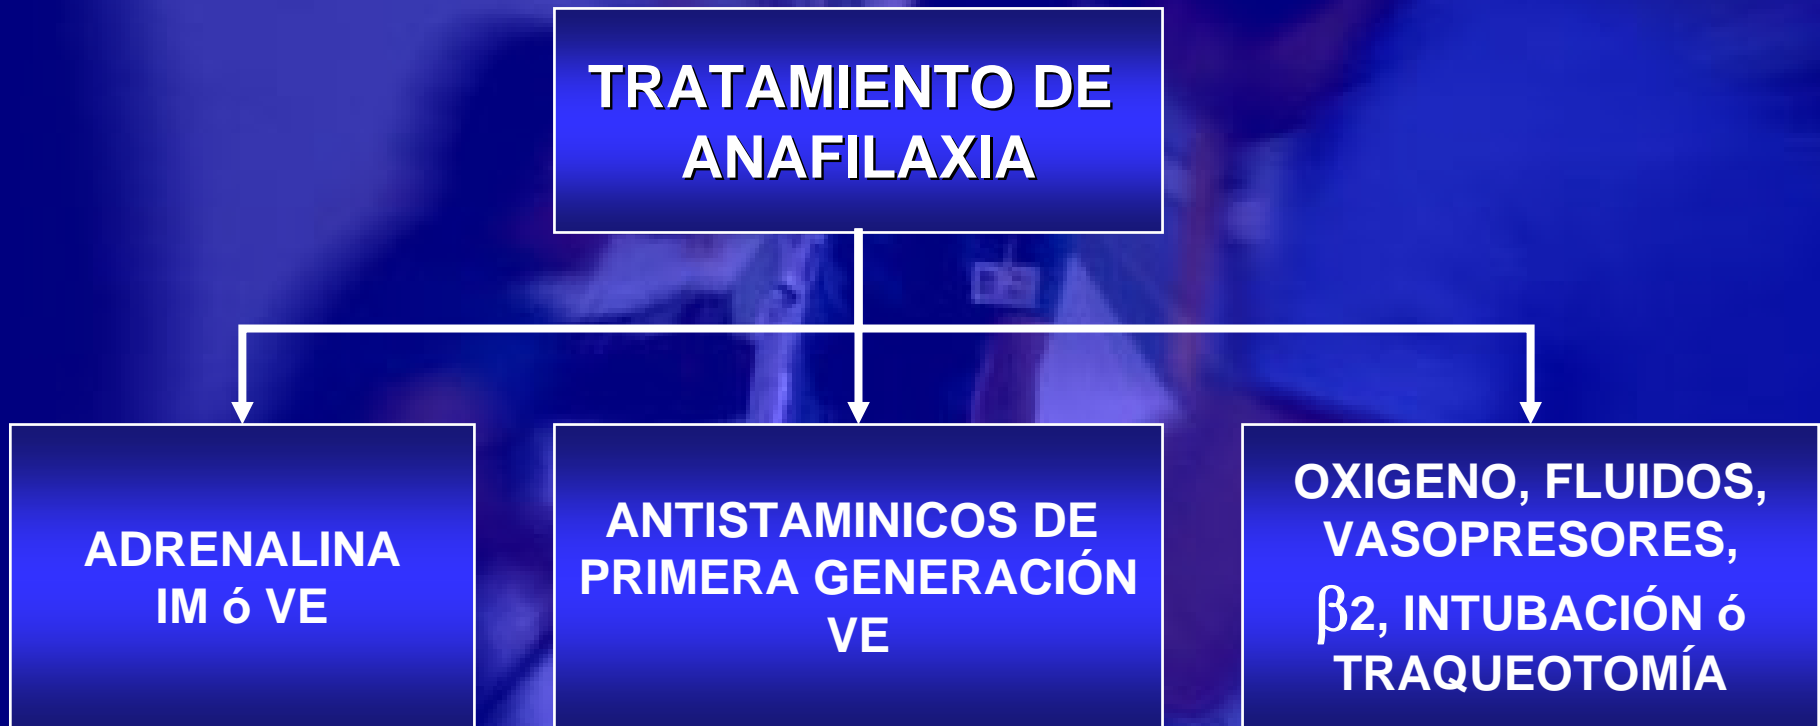 TRATAMIENTO DE
ANAFILAXIA
ADRENALINA
IM ó VE
ANTISTAMINICOS DE
PRIMERA GENERACIÓN
VE
OXIGENO, FLUIDOS,
VASOPRESORES,
β2, INTUBACIÓN ó
TRAQUEOTOMÍA